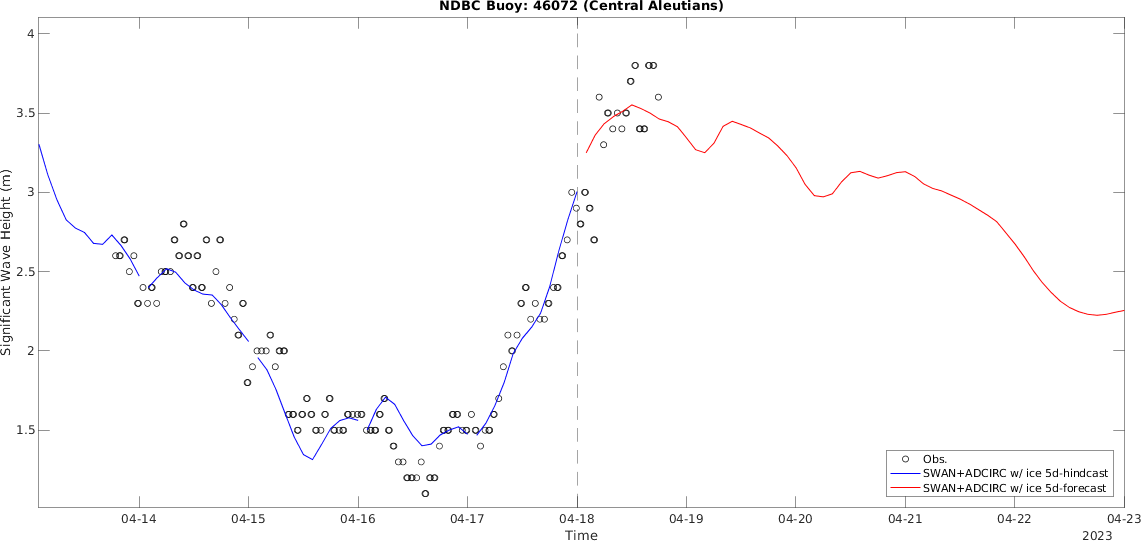 NDBC Buoy: 46072 (Central Aleutians)
4
3.5
3
2.5
2
1.5
Significant Wave Height (m)
Obs.
SWAN+ADCIRC w/ ice 5d-hindcast
SWAN+ADCIRC w/ ice 5d-forecast
04-14 04-15 04-16 04-17 04-18 04-19 04-20 04-21 04-22 04-23
Time
2023